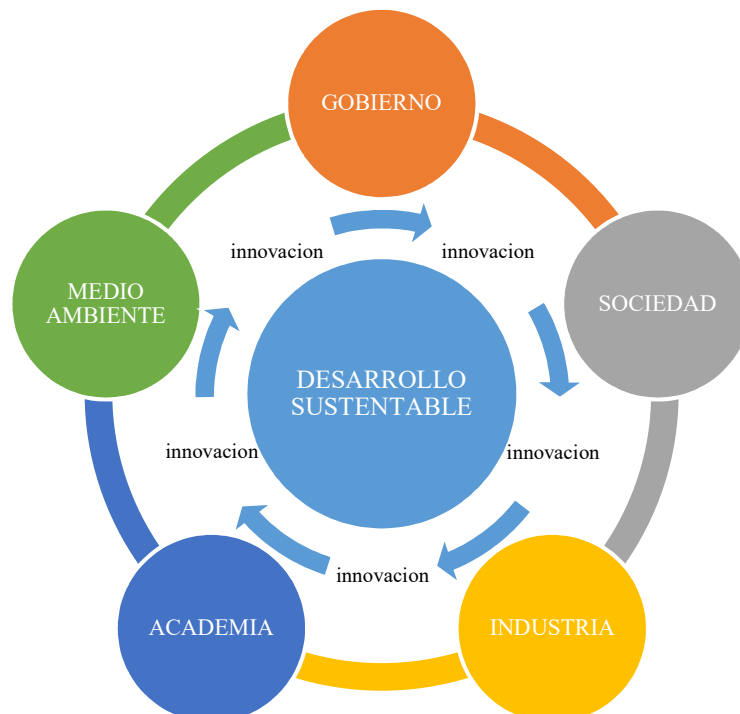 GOBIERNO
innovacion
innovacion
MEDIO
AMBIENTE
SOCIEDAD
DESARROLLO
SUSTENTABLE
innovacion
innovacion
innovacion
ACADEMIA
INDUSTRIA